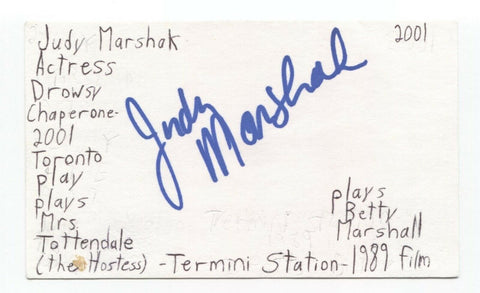 Judy Marshak
Actress
Drowsy
Chaperone-
2001
Toronto
play
plays
Mrs.
Tottendale
(the Hostess) -Termini Station- 1989 film
2001
Judy
Marshak
plays
Betty
Marshall